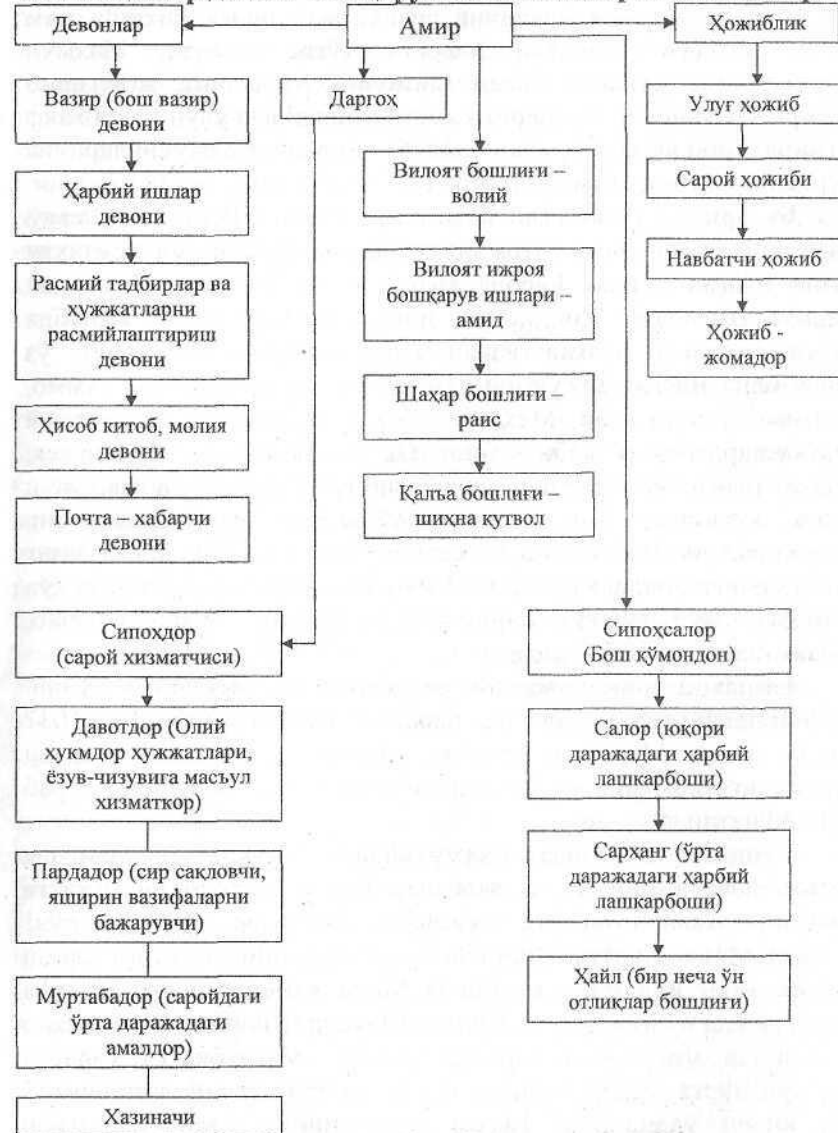 Девонлар
Амир
Ҳожиблик
Вазир (бош вазир)
девони
Ҳарбий ишлар
девони
Расмий тадбирлар ва
ҳужжатларни
расмийлаштириш
девони
Ҳисоб китоб, молия
девони
Почта – хабарчи
девони
Даргоҳ
Вилоят бошлиғи –
волий
Вилоят ижроя
бошқарув ишлари –
амид
Шаҳар бошлиғи –
раис
Қалъа бошлиғи –
шиҳна қутвол
Улуғ ҳожиб
Сарой ҳожиби
Навбатчи ҳожиб
Ҳожиб -
жомадор
Сипоҳдор
(сарой хизматчиси)
Давотдор (Олий
ҳукмдор ҳужжатлари,
ёзув-чизувига масъул
хизматкор)
Пардадор (сир сақловчи,
яширин вазифаларни
бажарувчи)
Муртабадор (саройдаги
ўрта даражадаги
амалдор)
Хазиначи
Сипоҳсалор
(Бош қўмондон)
Салор (юқори
даражадаги ҳарбий
лашкарбоши)
Сарханг (ўрта
даражадаги ҳарбий
лашкарбоши)
Ҳайл (бир неча ўн
отлиқлар бошлиғи)